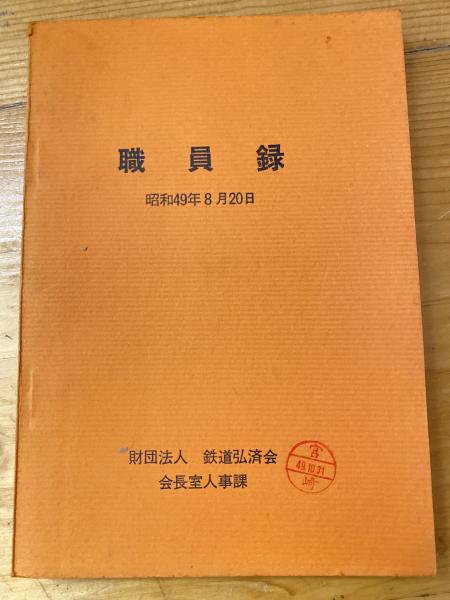 職員録
昭和49年8月20日
財団法人 鉄道弘済会
会長室人事課
宮
49.10.31
崎